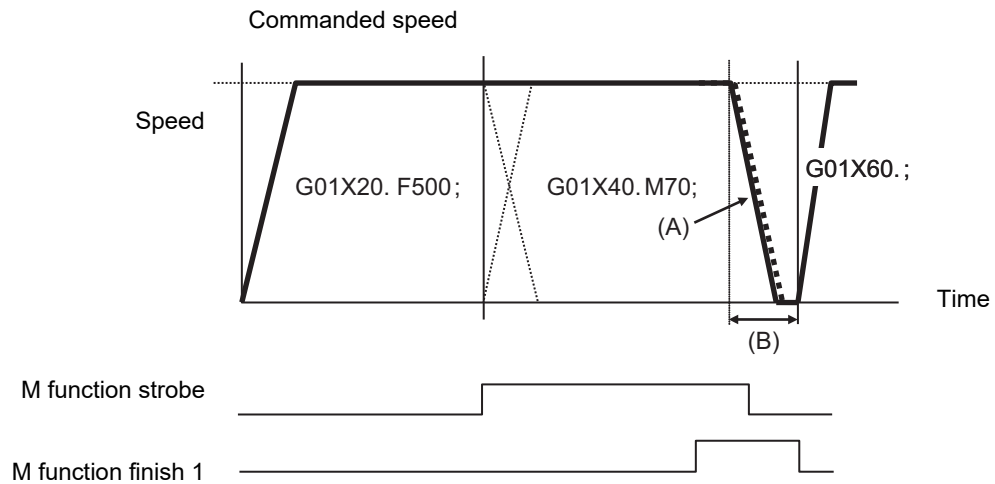 Commanded speed
Speed
G01X20. F500;
G01X40. M70;
G01X60. ;
(A)
Time
(B)
M function strobe
M function finish 1